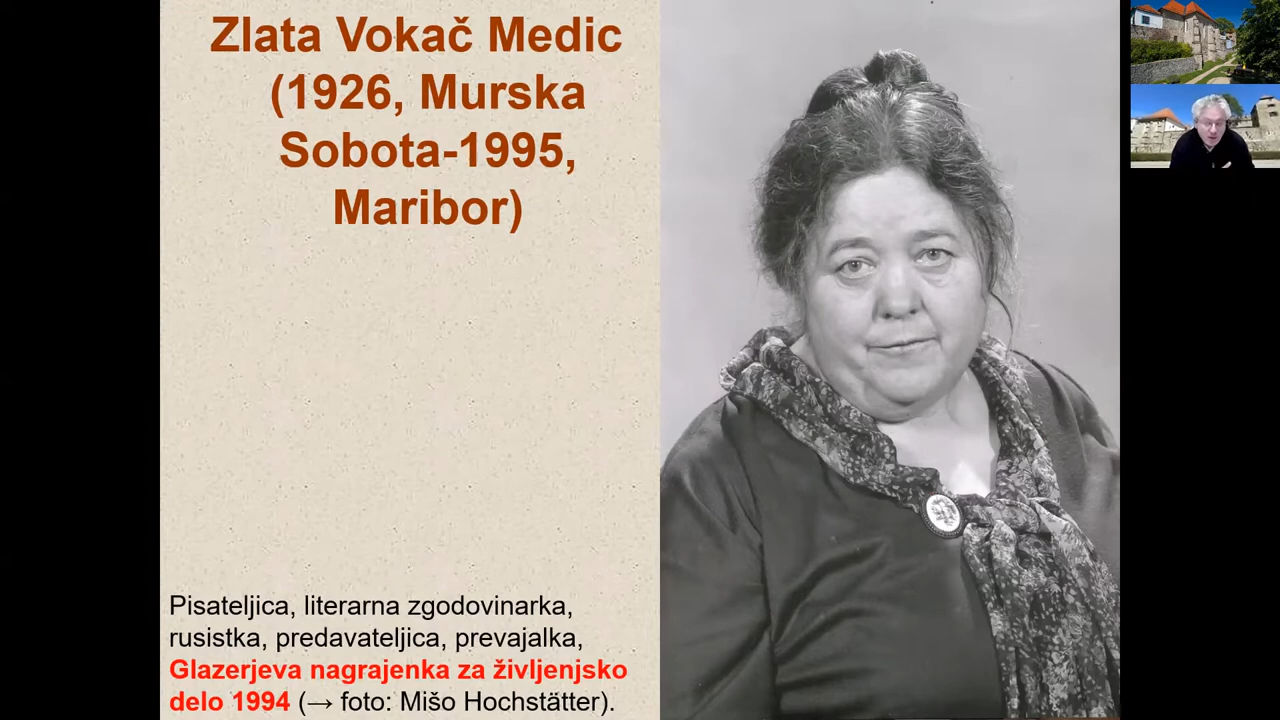 Zlata Vokač Medic
(1926, Murska
Sobota-1995,
Maribor)
Pisateljica, literarna zgodovinarka,
rusistka, predavateljica, prevajalka,
Glazerjeva nagrajenka za življenjsko
delo 1994 (→ foto: Mišo Hochstätter).